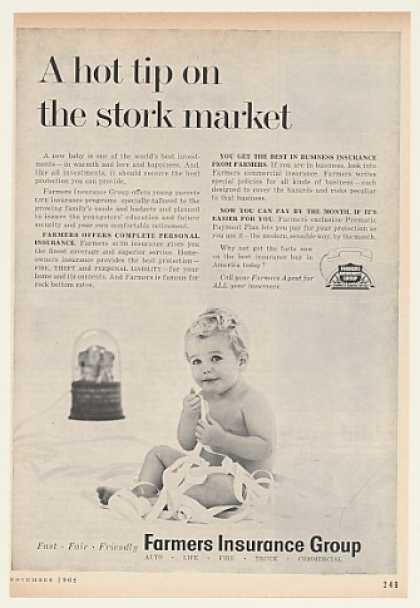 A hot tip on
the stork market
A new baby is one of the world's best invest-
ments—in warmth and love and happiness. And,
like all investments, it should receive the best
protection you can provide.
Farmers Insurance Group offers young parents
LIFE insurance programs specially tailored to the
growing family's needs and budgets and planned
to insure the youngsters' education and future
security and your own comfortable retirement.
FARMERS OFFERS COMPLETE PERSONAL
INSURANCE. Farmers AUTO insurance gives you
the finest coverage and superior service. Home-
owners insurance provides the best protection—
FIRE, THEFT and PERSONAL LIABILITY—for your
home and its contents. And Farmers is famous for
rock bottom rates.
YOU GET THE BEST IN BUSINESS INSURANCE
FROM FARMERS. If you are in business, look into
Farmers commercial insurance. Farmers writes
special policies for all kinds of business—each
designed to cover the hazards and risks peculiar
to that business.
NOW YOU CAN PAY BY THE MONTH, IF IT'S
EASIER FOR YOU. Farmers exclusive Prematic
Payment Plan lets you pay for your protection as
you use it—the modern, sensible way, by the month.
Why not get the facts now
on the best insurance buy in
America today?
Call your Farmers Agent for
ALL your insurance.
FARMERS
INSURANCE
GROUP
Fast · Fair · Friendly Farmers Insurance Group
AUTO · LIFE · FIRE · TRUCK · COMMERCIAL
NOVEMBER 1962
249